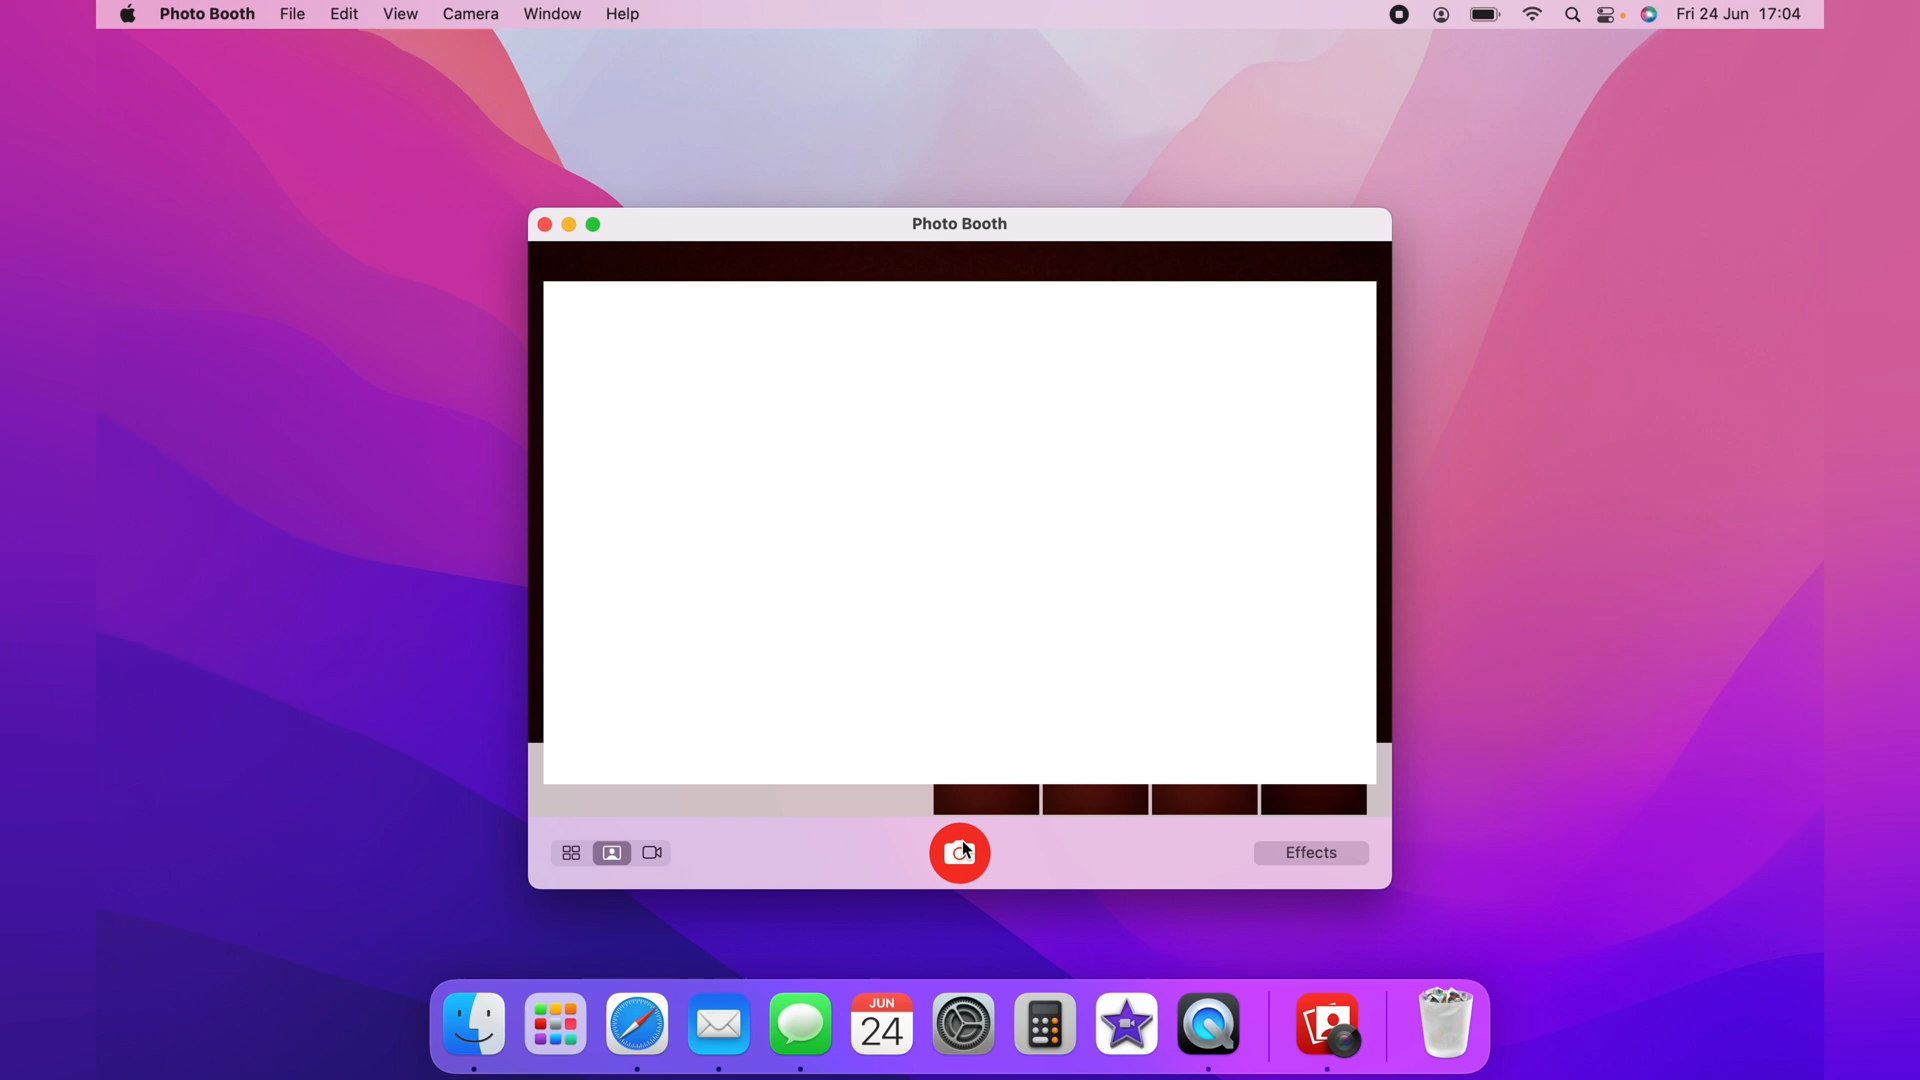 Photo Booth File Edit View Camera Window Help Fri 24 Jun 17:04
Photo Booth
Effects
JUN
24